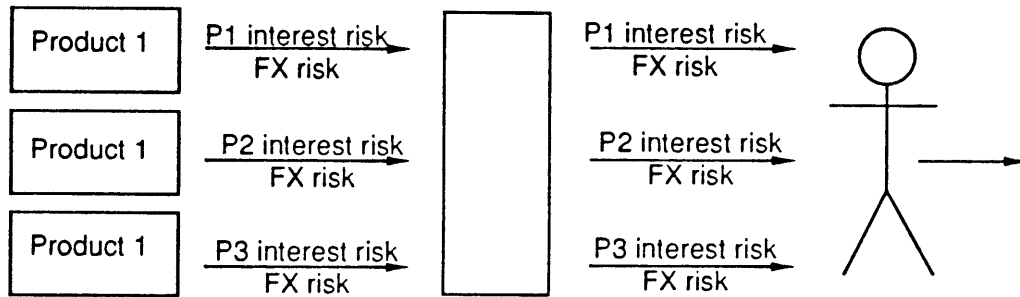 Product 1
P1 interest risk
FX risk
P1 interest risk
FX risk
Product 1
P2 interest risk
FX risk
P2 interest risk
FX risk
Product 1
P3 interest risk
FX risk
P3 interest risk
FX risk